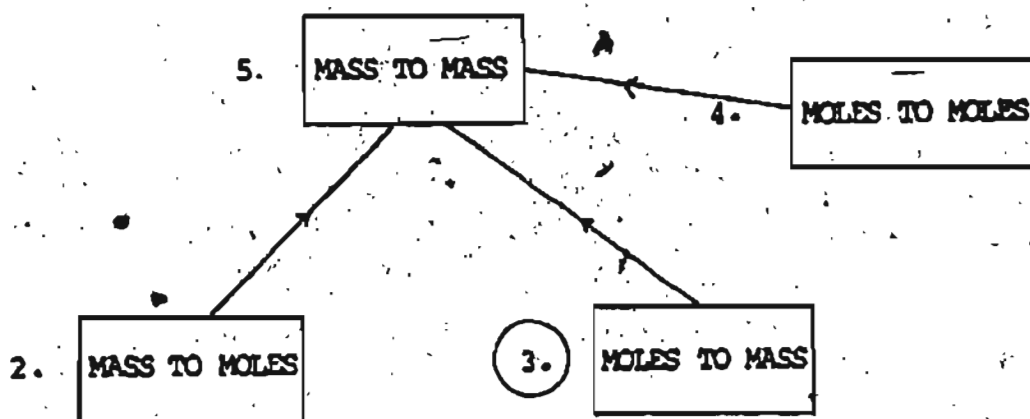 5. MASS TO MASS
4. MOLES TO MOLES
2. MASS TO MOLES
3. MOLES TO MASS